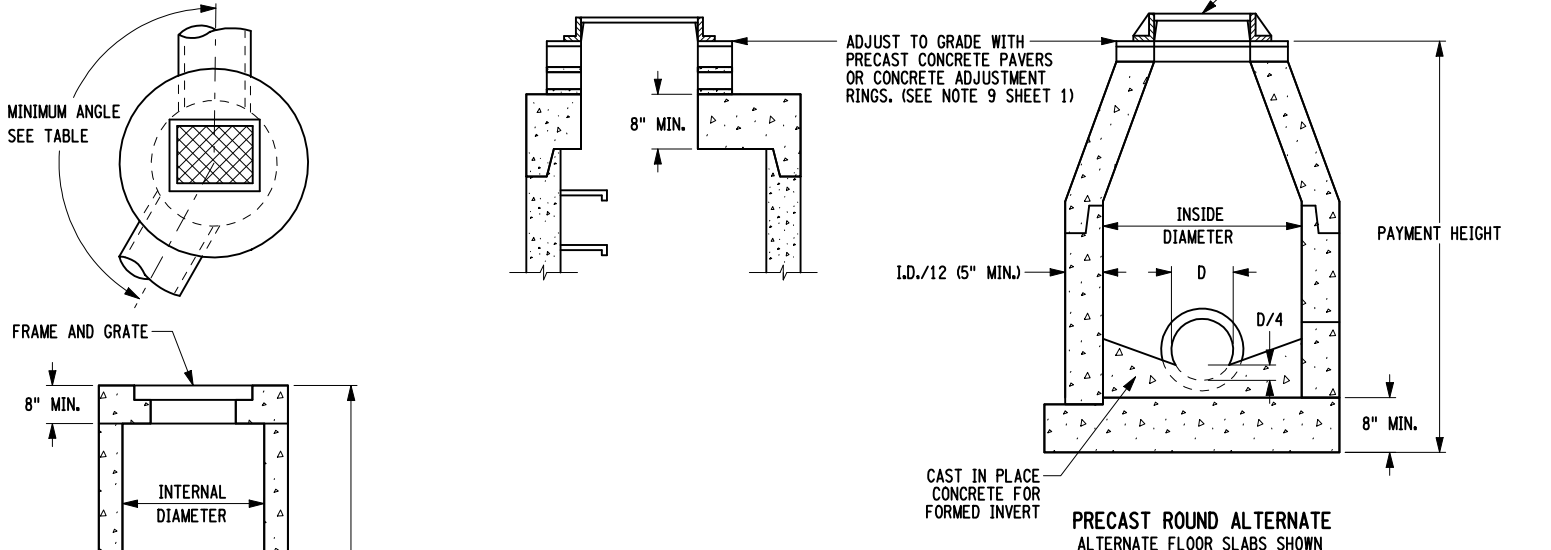 MINIMUM ANGLE
SEE TABLE
FRAME AND GRATE
8" MIN.
INTERNAL
DIAMETER
8" MIN.
ADJUST TO GRADE WITH
PRECAST CONCRETE PAVERS
OR CONCRETE ADJUSTMENT
RINGS. (SEE NOTE 9 SHEET 1)
INSIDE
DIAMETER
PAYMENT HEIGHT
I.D./12 (5" MIN.)
D
D/4
8" MIN.
CAST IN PLACE
CONCRETE FOR
FORMED INVERT
PRECAST ROUND ALTERNATE
ALTERNATE FLOOR SLABS SHOWN